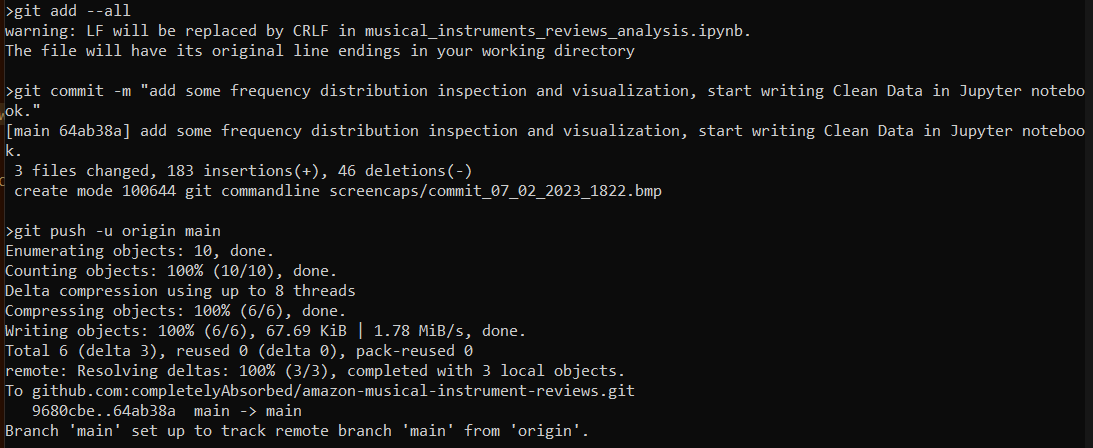 >git add --all
warning: LF will be replaced by CRLF in musical_instruments_reviews_analysis.ipynb.
The file will have its original line endings in your working directory
>git commit -m "add some frequency distribution inspection and visualization, start writing Clean Data in Jupyter notebo
ok."
[main 64ab38a] add some frequency distribution inspection and visualization, start writing Clean Data in Jupyter noteboo
k.
 3 files changed, 183 insertions(+), 46 deletions(-)
 create mode 100644 git commandline screencaps/commit_07_02_2023_1822.bmp
>git push -u origin main
Enumerating objects: 10, done.
Counting objects: 100% (10/10), done.
Delta compression using up to 8 threads
Compressing objects: 100% (6/6), done.
Writing objects: 100% (6/6), 67.69 KiB | 1.78 MiB/s, done.
Total 6 (delta 3), reused 0 (delta 0), pack-reused 0
remote: Resolving deltas: 100% (3/3), completed with 3 local objects.
To github.com:completelyAbsorbed/amazon-musical-instrument-reviews.git
   9680cbe..64ab38a  main -> main
Branch 'main' set up to track remote branch 'main' from 'origin'.